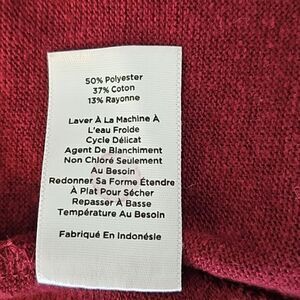 50% Polyester
37% Coton
13% Rayonne
Laver À La Machine À
L'eau Froide
Cycle Délicat
Agent De Blanchiment
Non Chloré Seulement
Au Besoin
Redonner Sa Forme Étendre
À Plat Pour Sécher
Repasser À Basse
Température Au Besoin
Fabriqué En Indonésie